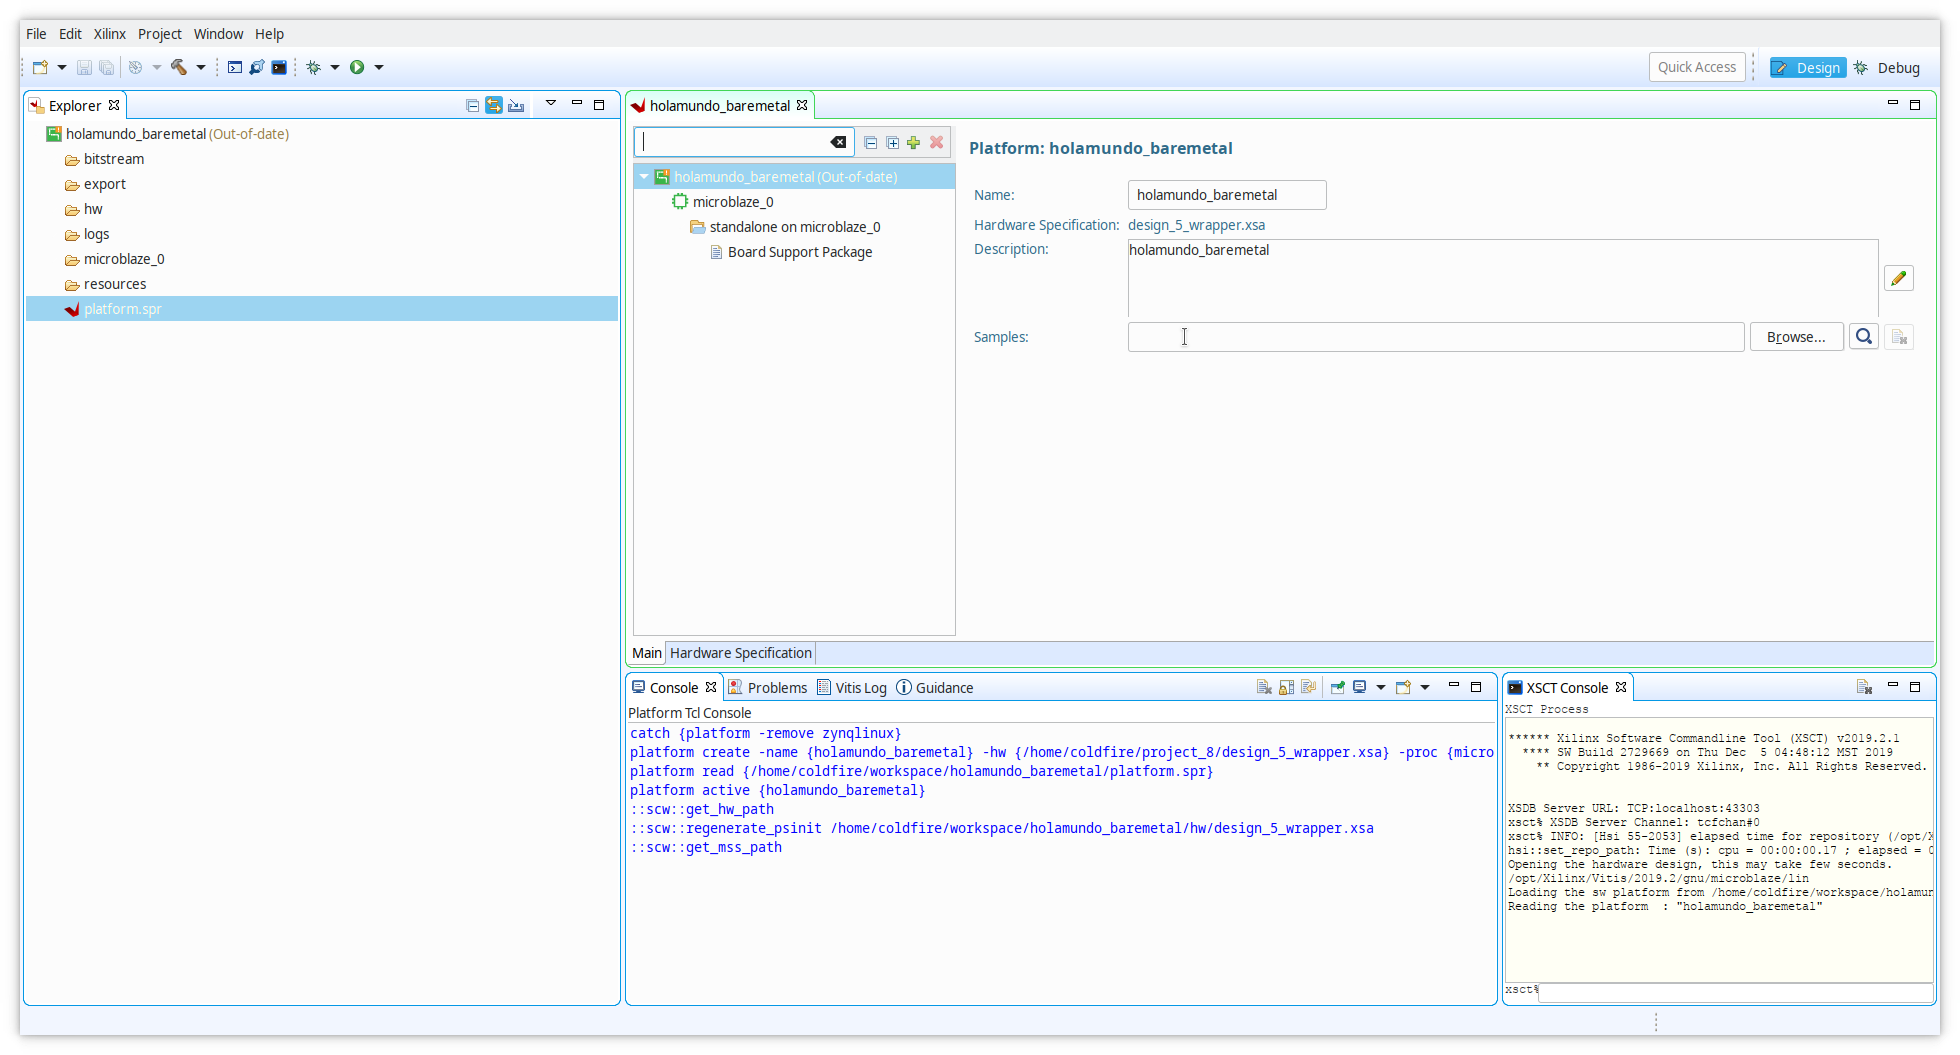 File Edit Xilinx Project Window Help
Quick Access
Design
Debug
Explorer
holamundo_baremetal (Out-of-date)
bitstream
export
hw
logs
microblaze_0
resources
platform.spr
holamundo_baremetal
holamundo_baremetal (Out-of-date)
microblaze_0
standalone on microblaze_0
Board Support Package
Platform: holamundo_baremetal
Name: holamundo_baremetal
Hardware Specification: design_5_wrapper.xsa
Description: holamundo_baremetal
Samples: Browse...
Main Hardware Specification
Console Problems Vitis Log Guidance
Platform Tcl Console
catch {platform -remove zynqlinux}
platform create -name {holamundo_baremetal} -hw {/home/coldfire/project_8/design_5_wrapper.xsa} -proc {micro
platform read {/home/coldfire/workspace/holamundo_baremetal/platform.spr}
platform active {holamundo_baremetal}
::scw::get_hw_path
::scw::regenerate_psinit /home/coldfire/workspace/holamundo_baremetal/hw/design_5_wrapper.xsa
::scw::get_mss_path
XSCT Console
XSCT Process
****** Xilinx Software Commandline Tool (XSCT) v2019.2.1
**** SW Build 2729669 on Thu Dec  5 04:48:12 MST 2019
** Copyright 1986-2019 Xilinx, Inc. All Rights Reserved.
XSDB Server URL: TCP:localhost:43303
xsct% XSDB Server Channel: tcfchan#0
xsct% INFO: [Hsi 55-2053] elapsed time for repository (/opt/X
hsi::set_repo_path: Time (s): cpu = 00:00:00.17 ; elapsed = 0
Opening the hardware design, this may take few seconds.
/opt/Xilinx/Vitis/2019.2/gnu/microblaze/lin
Loading the sw platform from /home/coldfire/workspace/holamun
Reading the platform  : "holamundo_baremetal"
xsct%